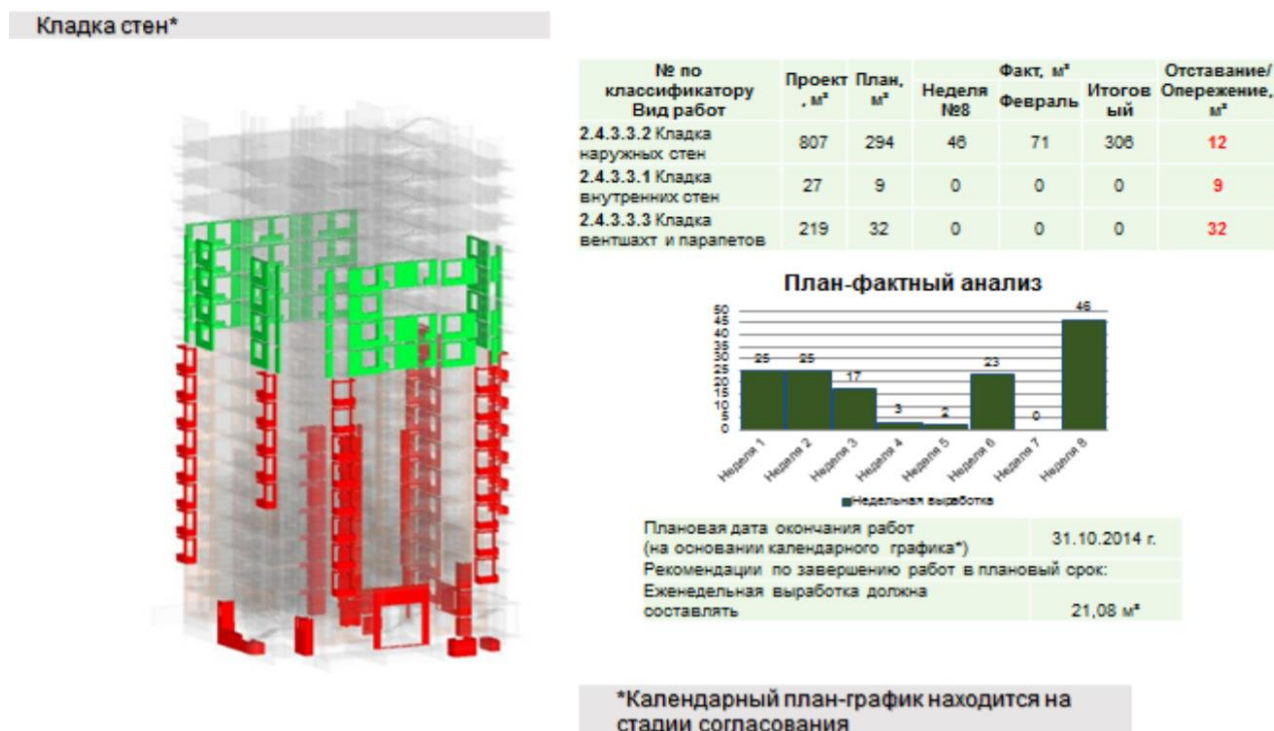 Кладка стен*
№ по классификатору Вид работ
Проект, м³
План, м³
Факт, м³
Неделя №8
Февраль
Итоговый
Отставание/Опережение, м³
2.4.3.3.2 Кладка наружных стен 807 294 46 71 306 12
2.4.3.3.1 Кладка внутренних стен 27 9 0 0 0 9
2.4.3.3.3 Кладка вентшахт и парапетов 219 32 0 0 0 32
План-фактный анализ
50
45
40
35
30
25
20
15
10
5
0
25 25 17 3 2 23 0 46
Неделя 1 Неделя 2 Неделя 3 Неделя 4 Неделя 5 Неделя 6 Неделя 7 Неделя 8
Недельная выработка
Плановая дата окончания работ
(на основании календарного графика*) 31.10.2014 г.
Рекомендации по завершению работ в плановый срок:
Еженедельная выработка должна
составлять 21,08 м³
*Календарный план-график находится на
стадии согласования